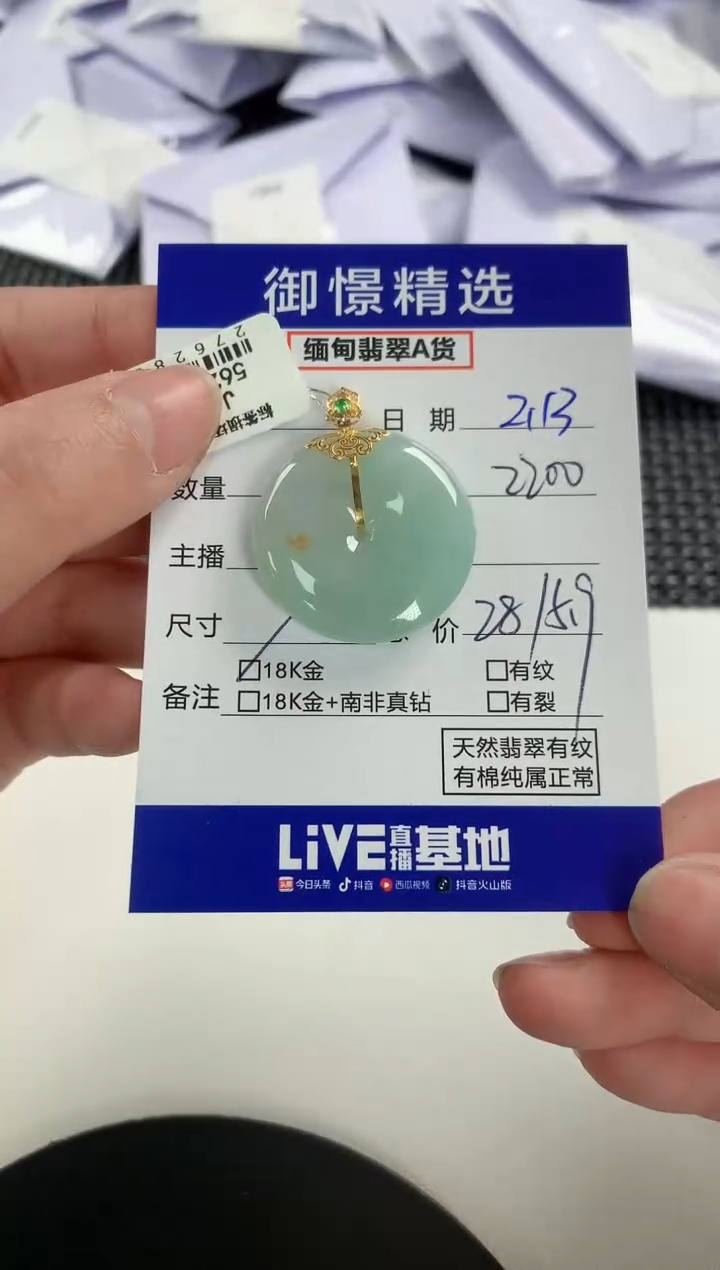 御憬精选
缅甸翡翠A货
日 期 2.13
数量 2200
主播
尺寸 价 28/5.9
18K金 有纹
备注 18K金+南非真钻 有裂
天然翡翠有纹
有棉纯属正常
LiVE直播基地
头条 今日头条 抖音 西瓜视频 抖音火山版